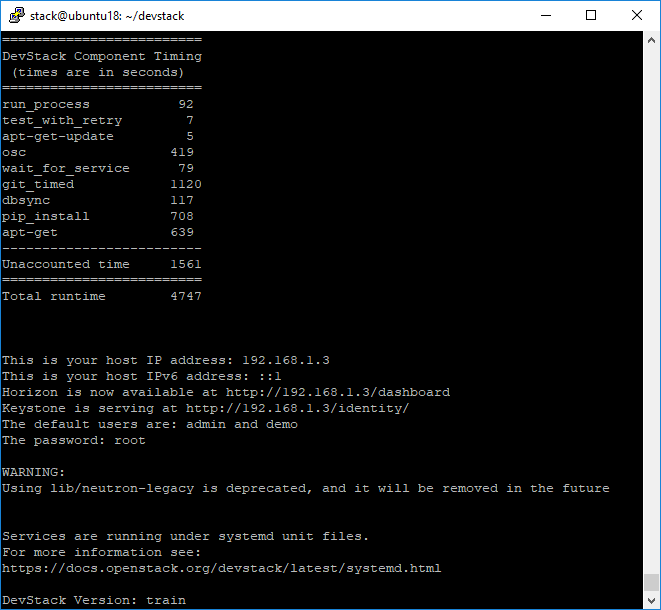 stack@ubuntu18: ~/devstack
=========================
DevStack Component Timing
 (times are in seconds)
=========================
run_process           92
test_with_retry        7
apt-get-update         5
osc                  419
wait_for_service      79
git_timed            1120
dbsync               117
pip_install          708
apt-get              639
-------------------------
Unaccounted time     1561
=========================
Total runtime        4747
This is your host IP address: 192.168.1.3
This is your host IPv6 address: ::1
Horizon is now available at http://192.168.1.3/dashboard
Keystone is serving at http://192.168.1.3/identity/
The default users are: admin and demo
The password: root
WARNING:
Using lib/neutron-legacy is deprecated, and it will be removed in the future
Services are running under systemd unit files.
For more information see:
https://docs.openstack.org/devstack/latest/systemd.html
DevStack Version: train